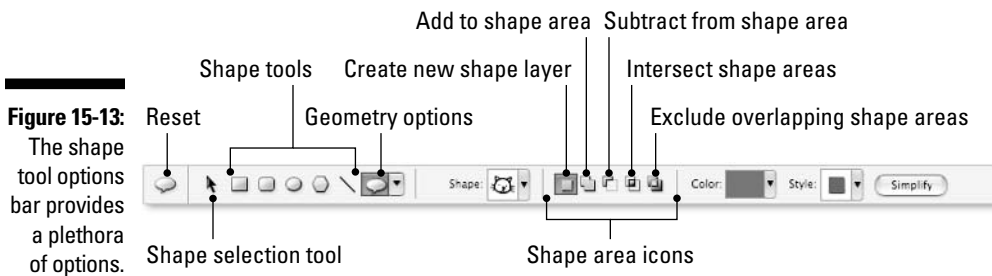 Add to shape area
Subtract from shape area
Shape tools
Create new shape layer
Intersect shape areas
Figure 15-13:
The shape
tool options
bar provides
a plethora
of options.
Reset
Geometry options
Exclude overlapping shape areas
Shape:
Color:
Style:
Simplify
Shape selection tool
Shape area icons